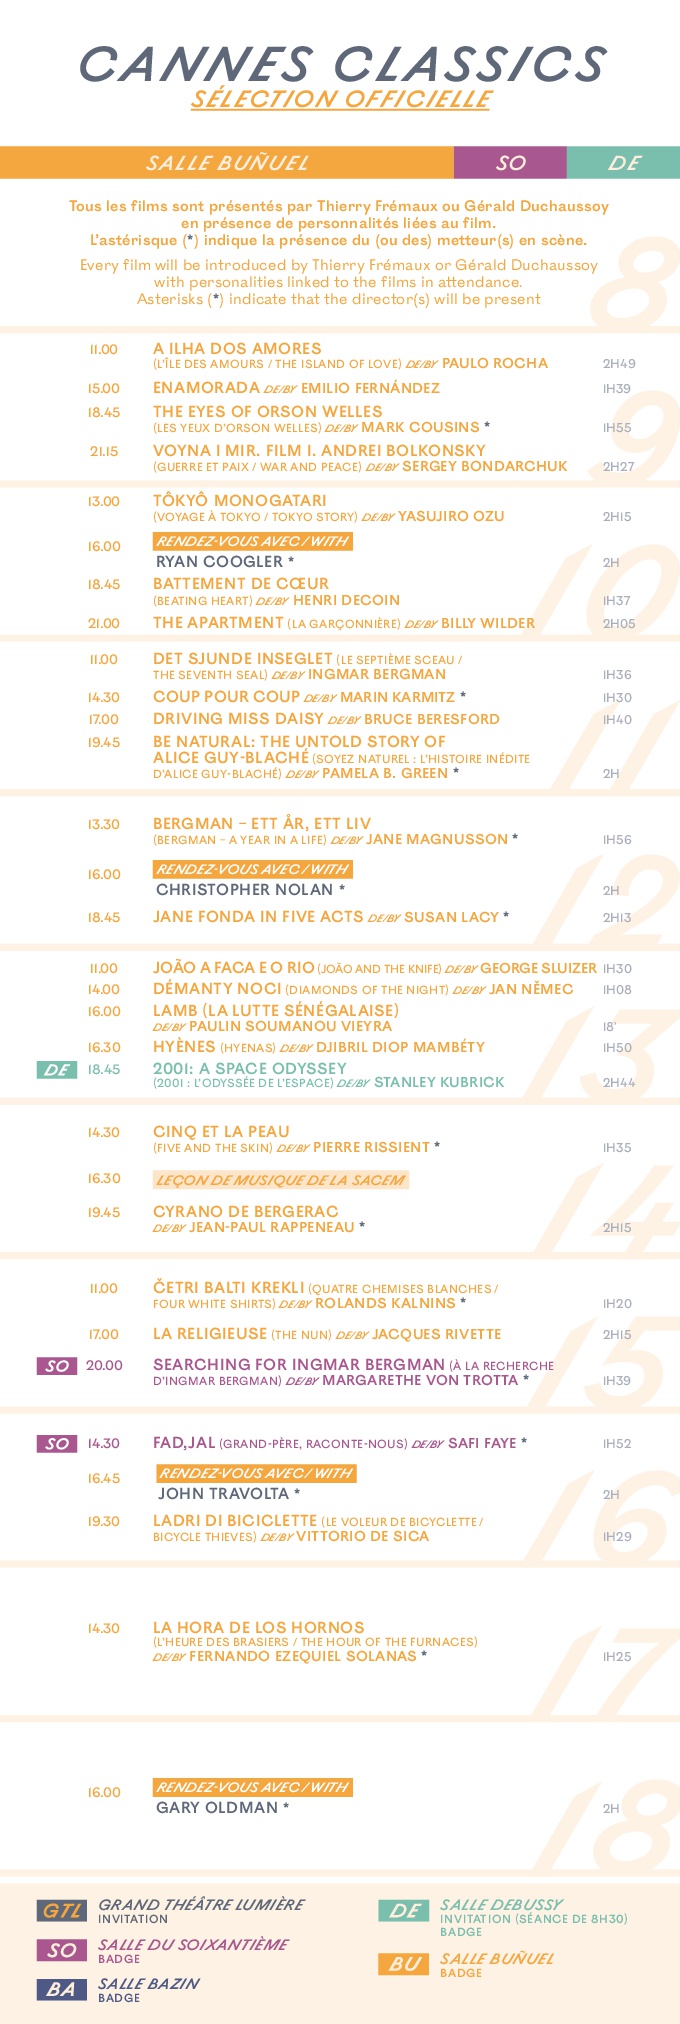 CANNES CLASSICS
SÉLECTION OFFICIELLE
SALLE BUÑUEL SO DE
Tous les films sont présentés par Thierry Frémaux ou Gérald Duchaussoy
en présence de personnalités liées au film.
L'astérisque (*) indique la présence du (ou des) metteur(s) en scène.
Every film will be introduced by Thierry Frémaux or Gérald Duchaussoy
with personalities linked to the films in attendance.
Asterisks (*) indicate that the director(s) will be present
8
11.00 A ILHA DOS AMORES
(L'ÎLE DES AMOURS / THE ISLAND OF LOVE) DE/BY PAULO ROCHA 2H49
15.00 ENAMORADA DE/BY EMILIO FERNÁNDEZ 1H39
18.45 THE EYES OF ORSON WELLES
(LES YEUX D'ORSON WELLES) DE/BY MARK COUSINS * 1H55
21.15 VOYNA I MIR. FILM I. ANDREI BOLKONSKY
(GUERRE ET PAIX / WAR AND PEACE) DE/BY SERGEY BONDARCHUK 2H27
9
13.00 TÔKYÔ MONOGATARI
(VOYAGE À TOKYO / TOKYO STORY) DE/BY YASUJIRO OZU 2H15
16.00 RENDEZ-VOUS AVEC / WITH
RYAN COOGLER * 2H
18.45 BATTEMENT DE CŒUR
(BEATING HEART) DE/BY HENRI DECOIN 1H37
21.00 THE APARTMENT (LA GARÇONNIÈRE) DE/BY BILLY WILDER 2H05
10
11.00 DET SJUNDE INSEGLET (LE SEPTIÈME SCEAU /
THE SEVENTH SEAL) DE/BY INGMAR BERGMAN 1H36
14.30 COUP POUR COUP DE/BY MARIN KARMITZ * 1H30
17.00 DRIVING MISS DAISY DE/BY BRUCE BERESFORD 1H40
19.45 BE NATURAL: THE UNTOLD STORY OF
ALICE GUY-BLACHÉ (SOYEZ NATUREL : L'HISTOIRE INÉDITE
D'ALICE GUY-BLACHÉ) DE/BY PAMELA B. GREEN * 2H
11
13.30 BERGMAN – ETT ÅR, ETT LIV
(BERGMAN – A YEAR IN A LIFE) DE/BY JANE MAGNUSSON * 1H56
16.00 RENDEZ-VOUS AVEC / WITH
CHRISTOPHER NOLAN * 2H
18.45 JANE FONDA IN FIVE ACTS DE/BY SUSAN LACY * 2H13
12
11.00 JOÃO A FACA E O RIO (JOÃO AND THE KNIFE) DE/BY GEORGE SLUIZER 1H30
14.00 DÉMANTY NOCI (DIAMONDS OF THE NIGHT) DE/BY JAN NĚMEC 1H08
16.00 LAMB (LA LUTTE SÉNÉGALAISE)
DE/BY PAULIN SOUMANOU VIEYRA 18'
16.30 HYÈNES (HYENAS) DE/BY DJIBRIL DIOP MAMBÉTY 1H50
DE 18.45 2001: A SPACE ODYSSEY
(2001 : L'ODYSSÉE DE L'ESPACE) DE/BY STANLEY KUBRICK 2H44
13
14.30 CINQ ET LA PEAU
(FIVE AND THE SKIN) DE/BY PIERRE RISSIENT * 1H35
16.30 LEÇON DE MUSIQUE DE LA SACEM
19.45 CYRANO DE BERGERAC
DE/BY JEAN-PAUL RAPPENEAU * 2H15
14
11.00 ČETRI BALTI KREKLI (QUATRE CHEMISES BLANCHES /
FOUR WHITE SHIRTS) DE/BY ROLANDS KALNINS * 1H20
17.00 LA RELIGIEUSE (THE NUN) DE/BY JACQUES RIVETTE 2H15
SO 20.00 SEARCHING FOR INGMAR BERGMAN (À LA RECHERCHE
D'INGMAR BERGMAN) DE/BY MARGARETHE VON TROTTA * 1H39
15
SO 14.30 FAD,JAL (GRAND-PÈRE, RACONTE-NOUS) DE/BY SAFI FAYE * 1H52
16.45 RENDEZ-VOUS AVEC / WITH
JOHN TRAVOLTA * 2H
19.30 LADRI DI BICICLETTE (LE VOLEUR DE BICYCLETTE /
BICYCLE THIEVES) DE/BY VITTORIO DE SICA 1H29
16
14.30 LA HORA DE LOS HORNOS
(L'HEURE DES BRASIERS / THE HOUR OF THE FURNACES)
DE/BY FERNANDO EZEQUIEL SOLANAS * 1H25
17
16.00 RENDEZ-VOUS AVEC / WITH
GARY OLDMAN * 2H
18
GTL GRAND THÉÂTRE LUMIÈRE
INVITATION
SO SALLE DU SOIXANTIÈME
BADGE
BA SALLE BAZIN
BADGE
DE SALLE DEBUSSY
INVITATION (SÉANCE DE 8H30)
BADGE
BU SALLE BUÑUEL
BADGE